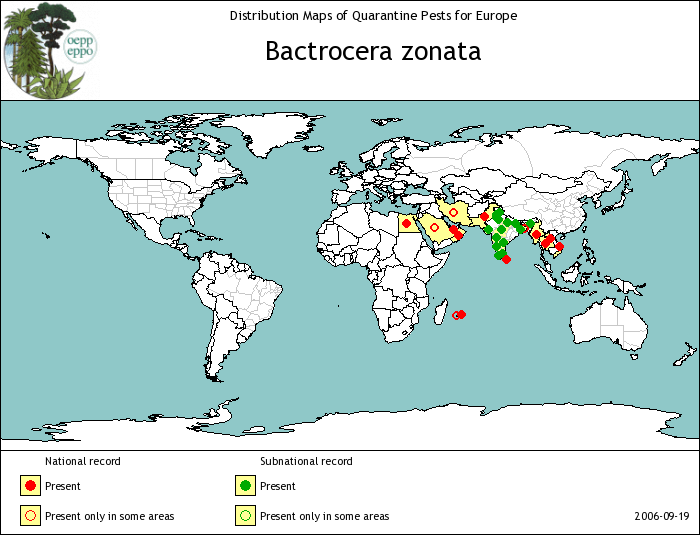 Distribution Maps of Quarantine Pests for Europe
oepp
eppo
Bactrocera zonata
National record
Subnational record
Present
Present
Present only in some areas
Present only in some areas
2006-09-19